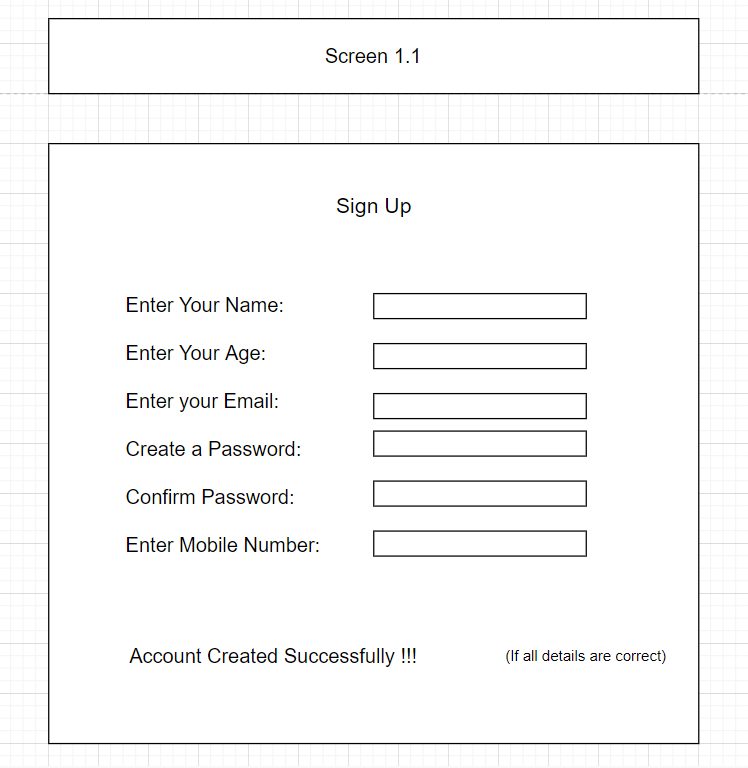 Screen 1.1
Sign Up
Enter Your Name:
Enter Your Age:
Enter your Email:
Create a Password:
Confirm Password:
Enter Mobile Number:
Account Created Successfully !!! (If all details are correct)